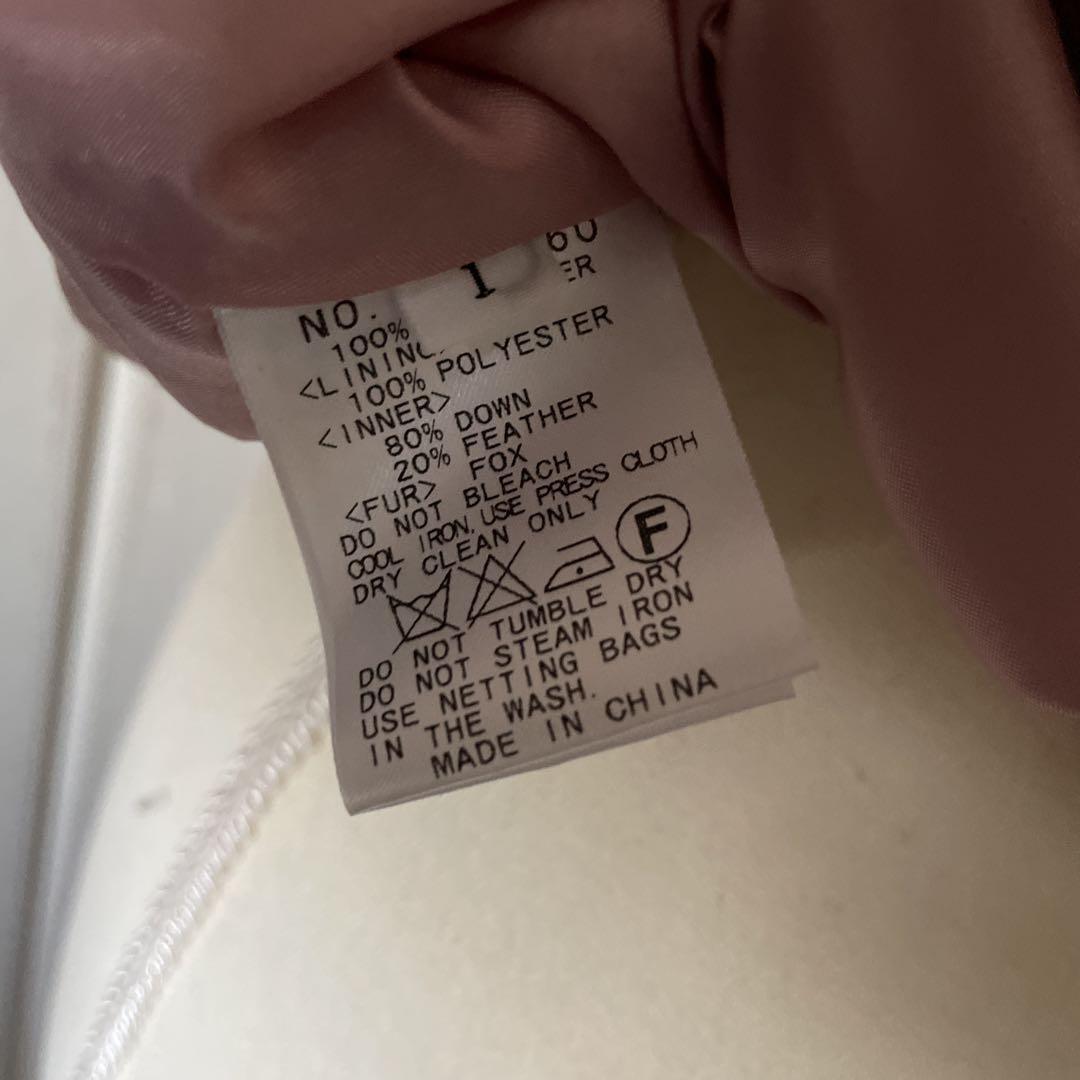 NO. 60
1
100%
<LINING
100% POLYESTER
<INNER>
80% DOWN
20% FEATHER
<FUR> FOX
DO NOT BLEACH
COOL IRON, USE PRESS CLOTH
DRY CLEAN ONLY
F
DO NOT TUMBLE DRY
DO NOT STEAM IRON
USE NETTING BAGS
IN THE WASH.
MADE IN CHINA